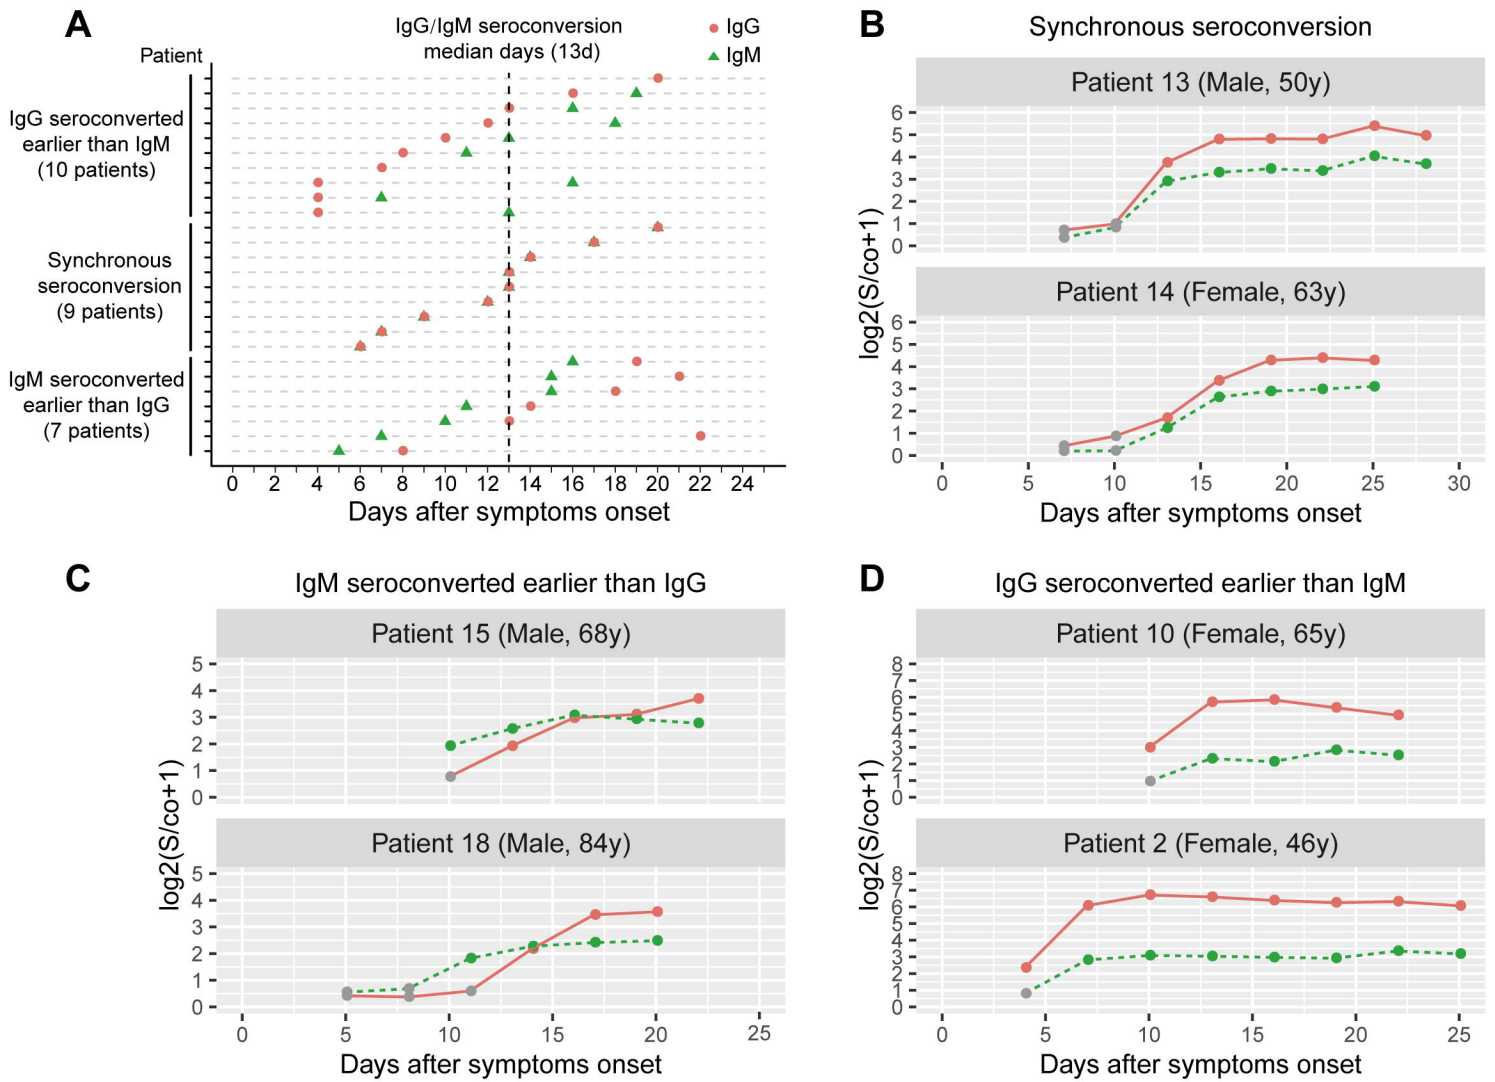 A
IgG/IgM seroconversion
median days (13d)
IgG
IgM
Patient
IgG seroconverted
earlier than IgM
(10 patients)
Synchronous
seroconversion
(9 patients)
IgM seroconverted
earlier than IgG
(7 patients)
0 2 4 6 8 10 12 14 16 18 20 22 24
Days after symptoms onset
B
Synchronous seroconversion
Patient 13 (Male, 50y)
6
5
4
3
2
1
0
log2(S/co+1)
Patient 14 (Female, 63y)
6
5
4
3
2
1
0
0 5 10 15 20 25 30
Days after symptoms onset
C
IgM seroconverted earlier than IgG
Patient 15 (Male, 68y)
5
4
3
2
1
0
log2(S/co+1)
Patient 18 (Male, 84y)
5
4
3
2
1
0
0 5 10 15 20 25
Days after symptoms onset
D
IgG seroconverted earlier than IgM
Patient 10 (Female, 65y)
8
7
6
5
4
3
2
1
0
log2(S/co+1)
Patient 2 (Female, 46y)
8
7
6
5
4
3
2
1
0
0 5 10 15 20 25
Days after symptoms onset